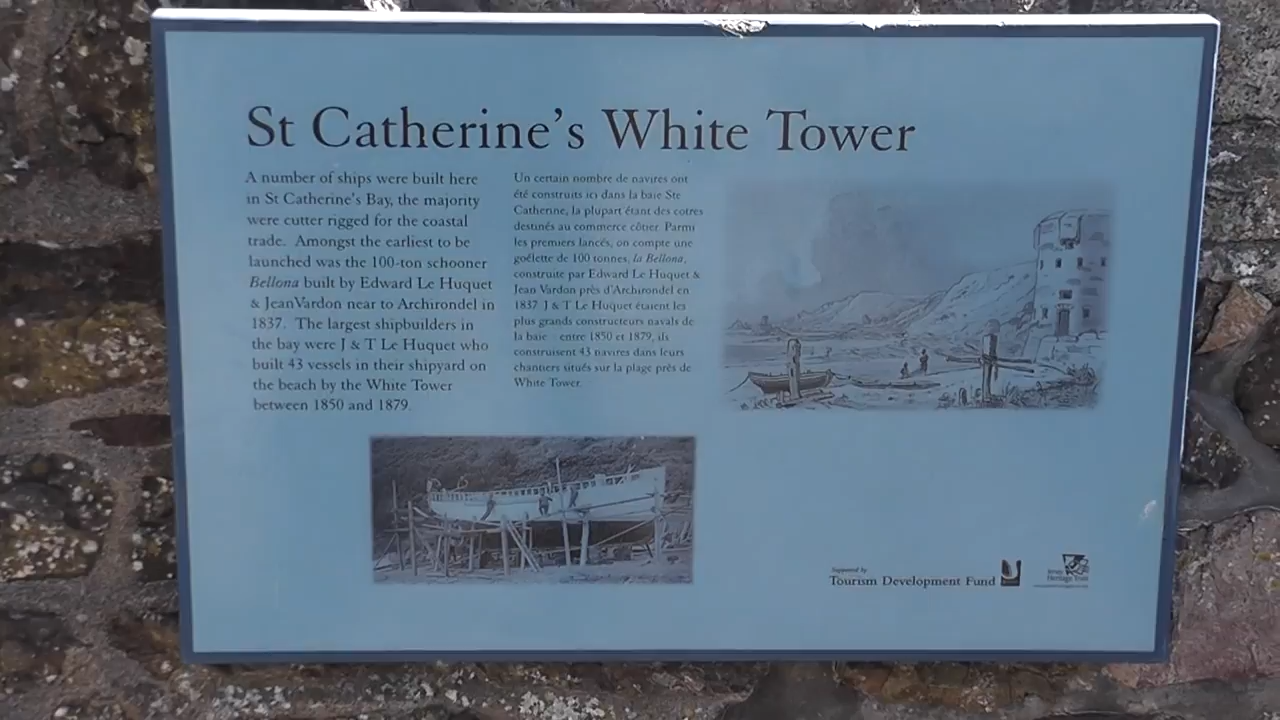 St Catherine's White Tower
A number of ships were built here
in St Catherine's Bay, the majority
were cutter rigged for the coastal
trade. Amongst the earliest to be
launched was the 100-ton schooner
Bellona built by Edward Le Huquet
& Jean Vardon near to Archirondel in
1837. The largest shipbuilders in
the bay were J & T Le Huquet who
built 43 vessels in their shipyard on
the beach by the White Tower
between 1850 and 1879.
Un certain nombre de navires ont
été construits ici dans la baie Ste
Catherine, la plupart étant des cotres
destinés au commerce côtier. Parmi
les premiers lancés, on compte une
goélette de 100 tonnes, la Bellona,
construite par Edward Le Huquet &
Jean Vardon près d'Archirondel en
1837. J & T Le Huquet étaient les
plus grands constructeurs navals de
la baie : entre 1850 et 1879, ils
construisent 43 navires dans leurs
chantiers situés sur la plage près de
White Tower.
Supported by
Tourism Development Fund
Jersey
Heritage Trust